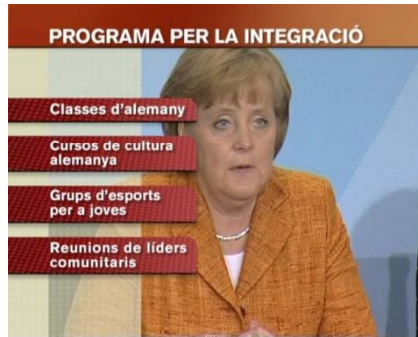 PROGRAMA PER LA INTEGRACIÓ
Classes d'alemany
Cursos de cultura
alemanya
Grups d'esports
per a joves
Reunions de líders
comunitaris